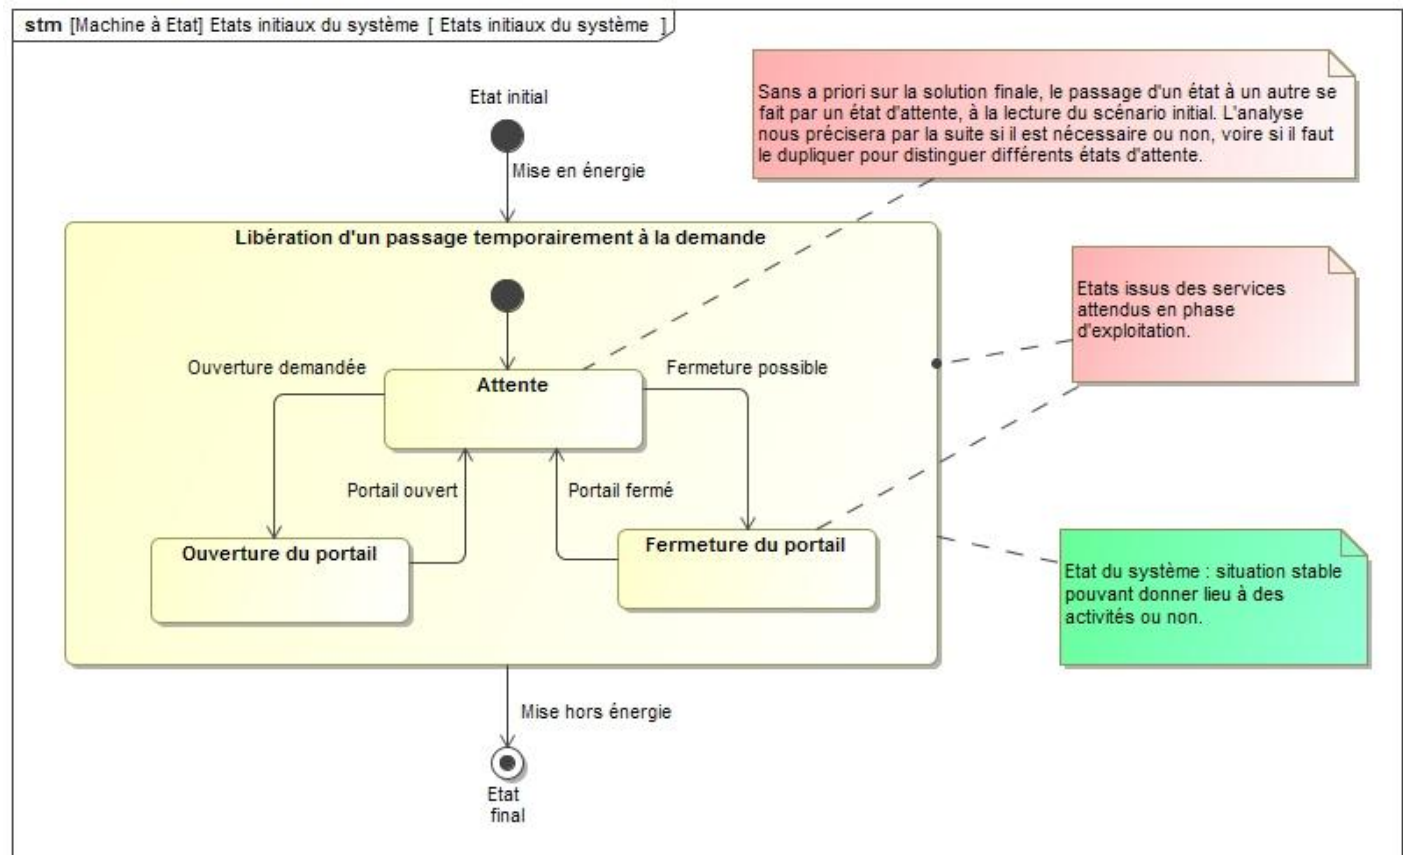 stm [Machine à Etat] Etats initiaux du système [ Etats initiaux du système ]
Etat initial
Mise en énergie
Sans a priori sur la solution finale, le passage d'un état à un autre se
fait par un état d'attente, à la lecture du scénario initial. L'analyse
nous précisera par la suite si il est nécessaire ou non, voire si il faut
le dupliquer pour distinguer différents états d'attente.
Libération d'un passage temporairement à la demande
Etats issus des services
attendus en phase
d'exploitation.
Ouverture demandée
Attente
Fermeture possible
Portail ouvert
Portail fermé
Ouverture du portail
Fermeture du portail
Etat du système : situation stable
pouvant donner lieu à des
activités ou non.
Mise hors énergie
Etat
final